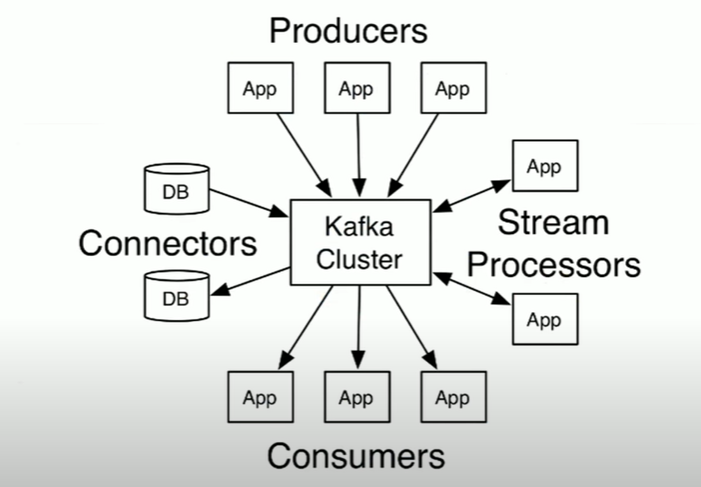 Producers
App
App
App
App
DB
Kafka
Cluster
Stream
Processors
Connectors
DB
App
App
App
App
Consumers